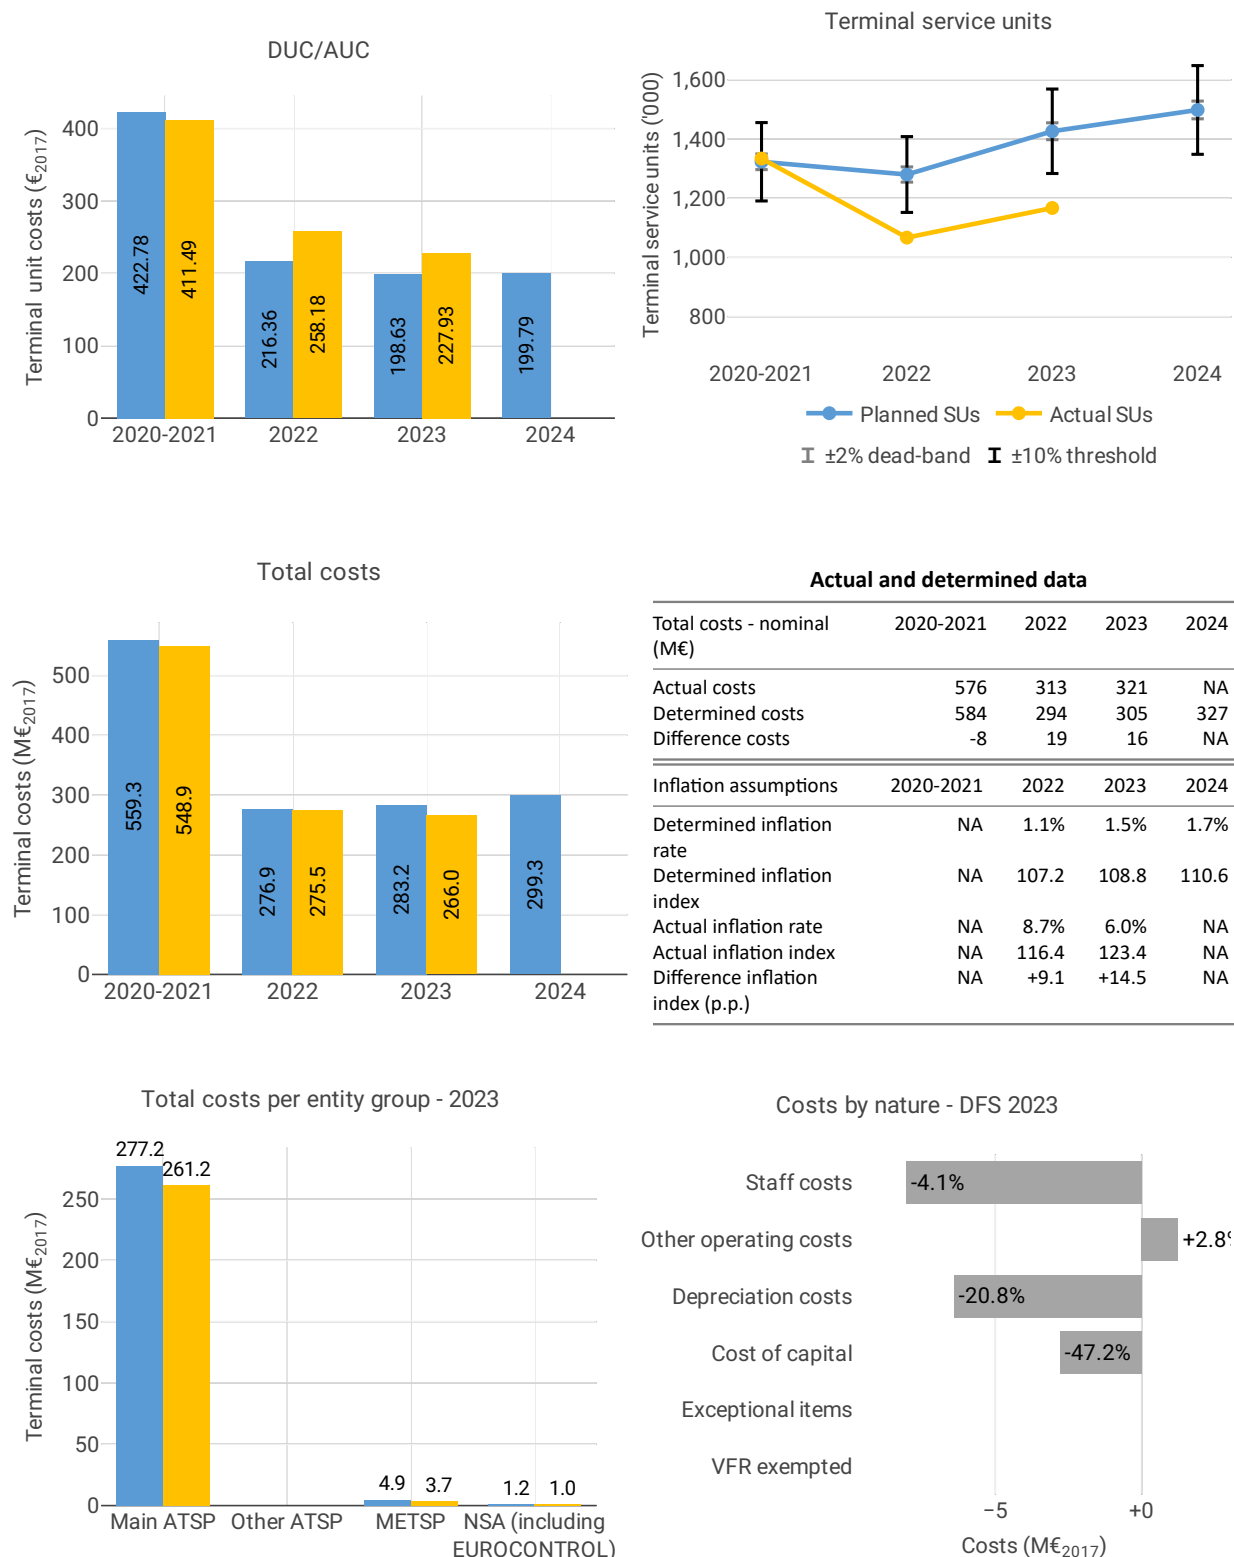 DUC/AUC
Terminal unit costs (€2017)
400
300
200
100
0
422.78
411.49
216.36
258.18
198.63
227.93
199.79
2020-2021 2022 2023 2024
Terminal service units
Terminal service units ('000)
1,600
1,400
1,200
1,000
800
2020-2021 2022 2023 2024
Planned SUs Actual SUs
±2% dead-band ±10% threshold
Total costs
Terminal costs (M€2017)
500
400
300
200
100
0
559.3
548.9
276.9
275.5
283.2
266.0
299.3
2020-2021 2022 2023 2024
Actual and determined data
Total costs - nominal 2020-2021 2022 2023 2024
(M€)
Actual costs 576 313 321 NA
Determined costs 584 294 305 327
Difference costs -8 19 16 NA
Inflation assumptions 2020-2021 2022 2023 2024
Determined inflation NA 1.1% 1.5% 1.7%
rate
Determined inflation NA 107.2 108.8 110.6
index
Actual inflation rate NA 8.7% 6.0% NA
Actual inflation index NA 116.4 123.4 NA
Difference inflation NA +9.1 +14.5 NA
index (p.p.)
Total costs per entity group - 2023
Terminal costs (M€2017)
250
200
150
100
50
0
277.2
261.2
4.9 3.7
1.2 1.0
Main ATSP Other ATSP METSP NSA (including
EUROCONTROL)
Costs by nature - DFS 2023
Staff costs -4.1%
Other operating costs +2.8%
Depreciation costs -20.8%
Cost of capital -47.2%
Exceptional items
VFR exempted
−5 +0
Costs (M€2017)